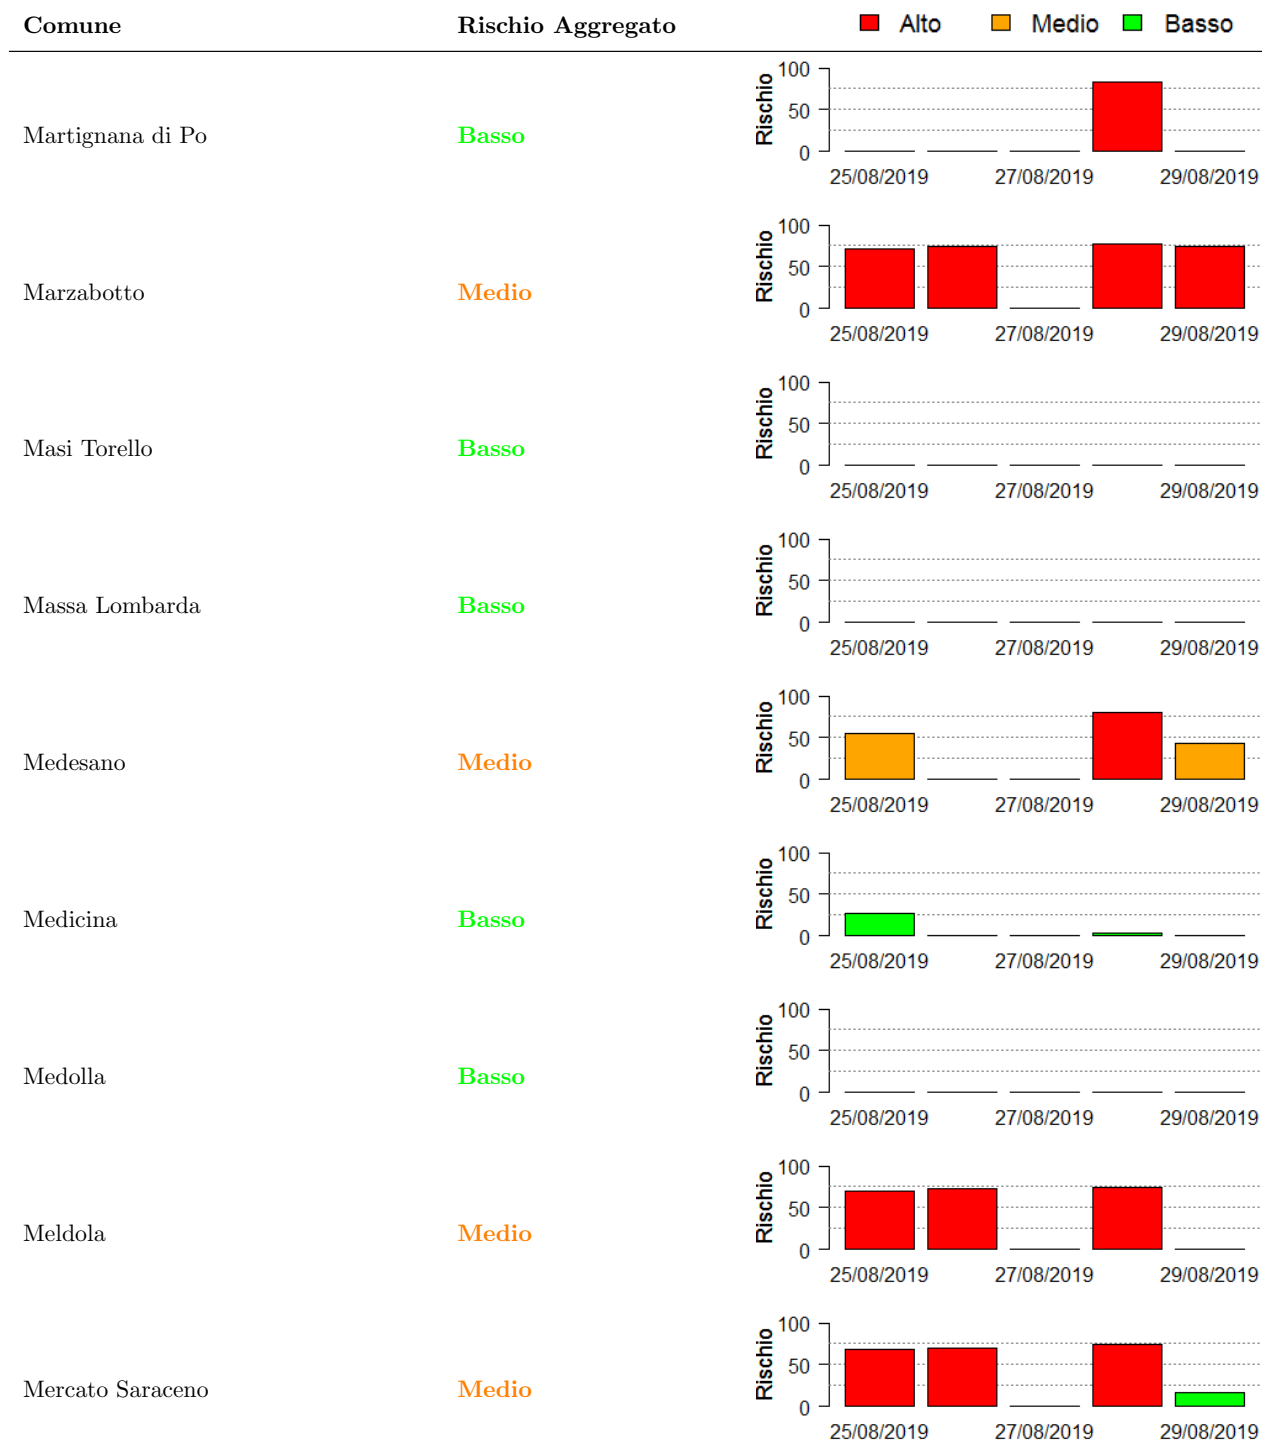 Comune Rischio Aggregato Alto Medio Basso
Martignana di Po Basso Rischio 100 50 0
25/08/2019 27/08/2019 29/08/2019
Marzabotto Medio Rischio 100 50 0
25/08/2019 27/08/2019 29/08/2019
Masi Torello Basso Rischio 100 50 0
25/08/2019 27/08/2019 29/08/2019
Massa Lombarda Basso Rischio 100 50 0
25/08/2019 27/08/2019 29/08/2019
Medesano Medio Rischio 100 50 0
25/08/2019 27/08/2019 29/08/2019
Medicina Basso Rischio 100 50 0
25/08/2019 27/08/2019 29/08/2019
Medolla Basso Rischio 100 50 0
25/08/2019 27/08/2019 29/08/2019
Meldola Medio Rischio 100 50 0
25/08/2019 27/08/2019 29/08/2019
Mercato Saraceno Medio Rischio 100 50 0
25/08/2019 27/08/2019 29/08/2019